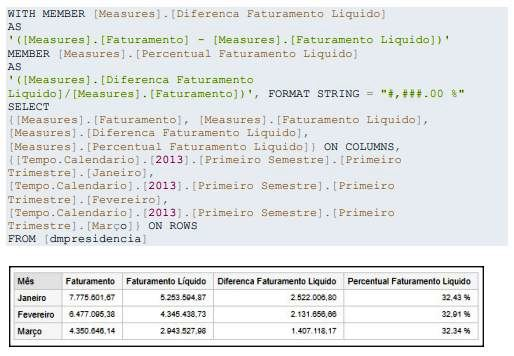 WITH MEMBER [Measures].[Diferenca Faturamento Liquido]
AS
'([Measures].[Faturamento] - [Measures].[Faturamento Liquido])'
MEMBER [Measures].[Percentual Faturamento Liquido]
AS
'([Measures].[Diferenca Faturamento
Liquido]/[Measures].[Faturamento])', FORMAT STRING = "#,###.00 %"
SELECT
{[Measures].[Faturamento], [Measures].[Faturamento Liquido],
[Measures].[Diferenca Faturamento Liquido],
[Measures].[Percentual Faturamento Liquido]} ON COLUMNS,
{[Tempo.Calendario].[2013].[Primeiro Semestre].[Primeiro
Trimestre].[Janeiro],
[Tempo.Calendario].[2013].[Primeiro Semestre].[Primeiro
Trimestre].[Fevereiro],
[Tempo.Calendario].[2013].[Primeiro Semestre].[Primeiro
Trimestre].[Março]} ON ROWS
FROM [dmpresidencia]
Mês Faturamento Faturamento Líquido Diferenca Faturamento Liquido Percentual Faturamento Liquido
Janeiro 7.775.601,67 5.253.594,87 2.522.006,80 32,43 %
Fevereiro 6.477.095,38 4.345.438,73 2.131.656,66 32,91 %
Março 4.350.646,14 2.943.527,98 1.407.118,17 32,34 %